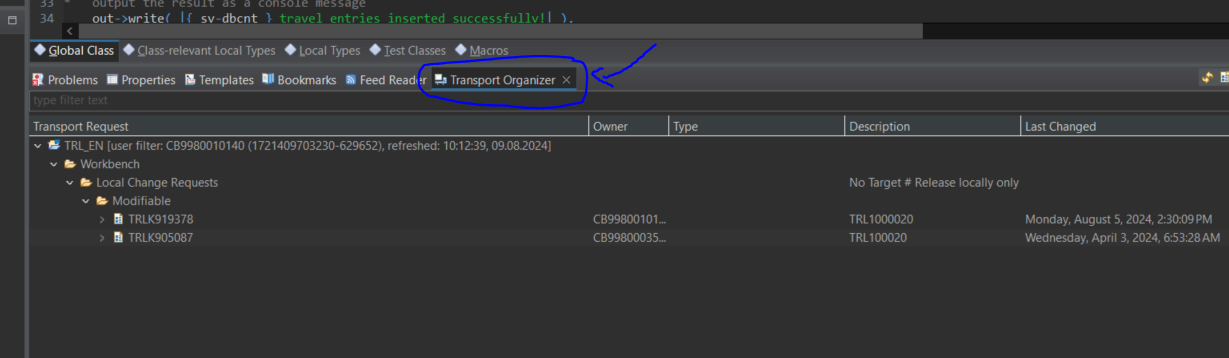 33 * output the result as a console message
34 out->write( |{ sy-dbcnt } travel entries inserted successfully!| ).
Global Class Class-relevant Local Types Local Types Test Classes Macros
Problems Properties Templates Bookmarks Feed Reader Transport Organizer
type filter text
Transport Request Owner Type Description Last Changed
TRL_EN [user filter: CB9980010140 (1721409703230-629652), refreshed: 10:12:39, 09.08.2024]
Workbench
Local Change Requests No Target # Release locally only
Modifiable
TRLK919378 CB99800101... TRL1000020 Monday, August 5, 2024, 2:30:09 PM
TRLK905087 CB99800035... TRL100020 Wednesday, April 3, 2024, 6:53:28 AM